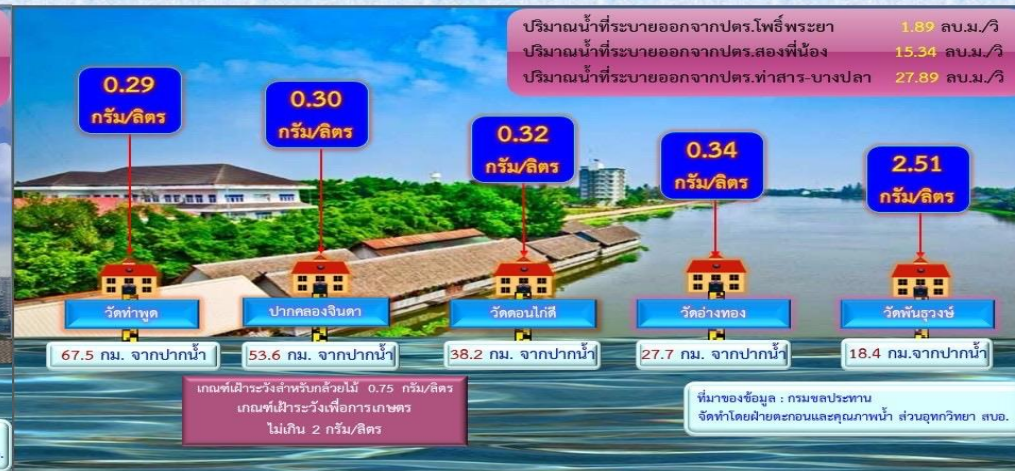 ปริมาณน้ำที่ระบายออกจากปตร.โพธิ์พระยา 1.89 ลบ.ม./วิ
ปริมาณน้ำที่ระบายออกจากปตร.สองพี่น้อง 15.34 ลบ.ม./วิ
ปริมาณน้ำที่ระบายออกจากปตร.ท่าสาร-บางปลา 27.89 ลบ.ม./วิ
0.29
กรัม/ลิตร
0.30
กรัม/ลิตร
0.32
กรัม/ลิตร
0.34
กรัม/ลิตร
2.51
กรัม/ลิตร
วัดท่าพูด
ปากคลองจินดา
วัดดอนไก่ดี
วัดอ่างทอง
วัดพันธุวงษ์
67.5 กม. จากปากน้ำ
53.6 กม. จากปากน้ำ
38.2 กม. จากปากน้ำ
27.7 กม. จากปากน้ำ
18.4 กม.จากปากน้ำ
เกณฑ์เฝ้าระวังสำหรับกล้วยไม้ 0.75 กรัม/ลิตร
เกณฑ์เฝ้าระวังเพื่อการเกษตร
ไม่เกิน 2 กรัม/ลิตร
ที่มาของข้อมูล : กรมชลประทาน
จัดทำโดยฝ่ายตะกอนและคุณภาพน้ำ ส่วนอุทกวิทยา สบอ.